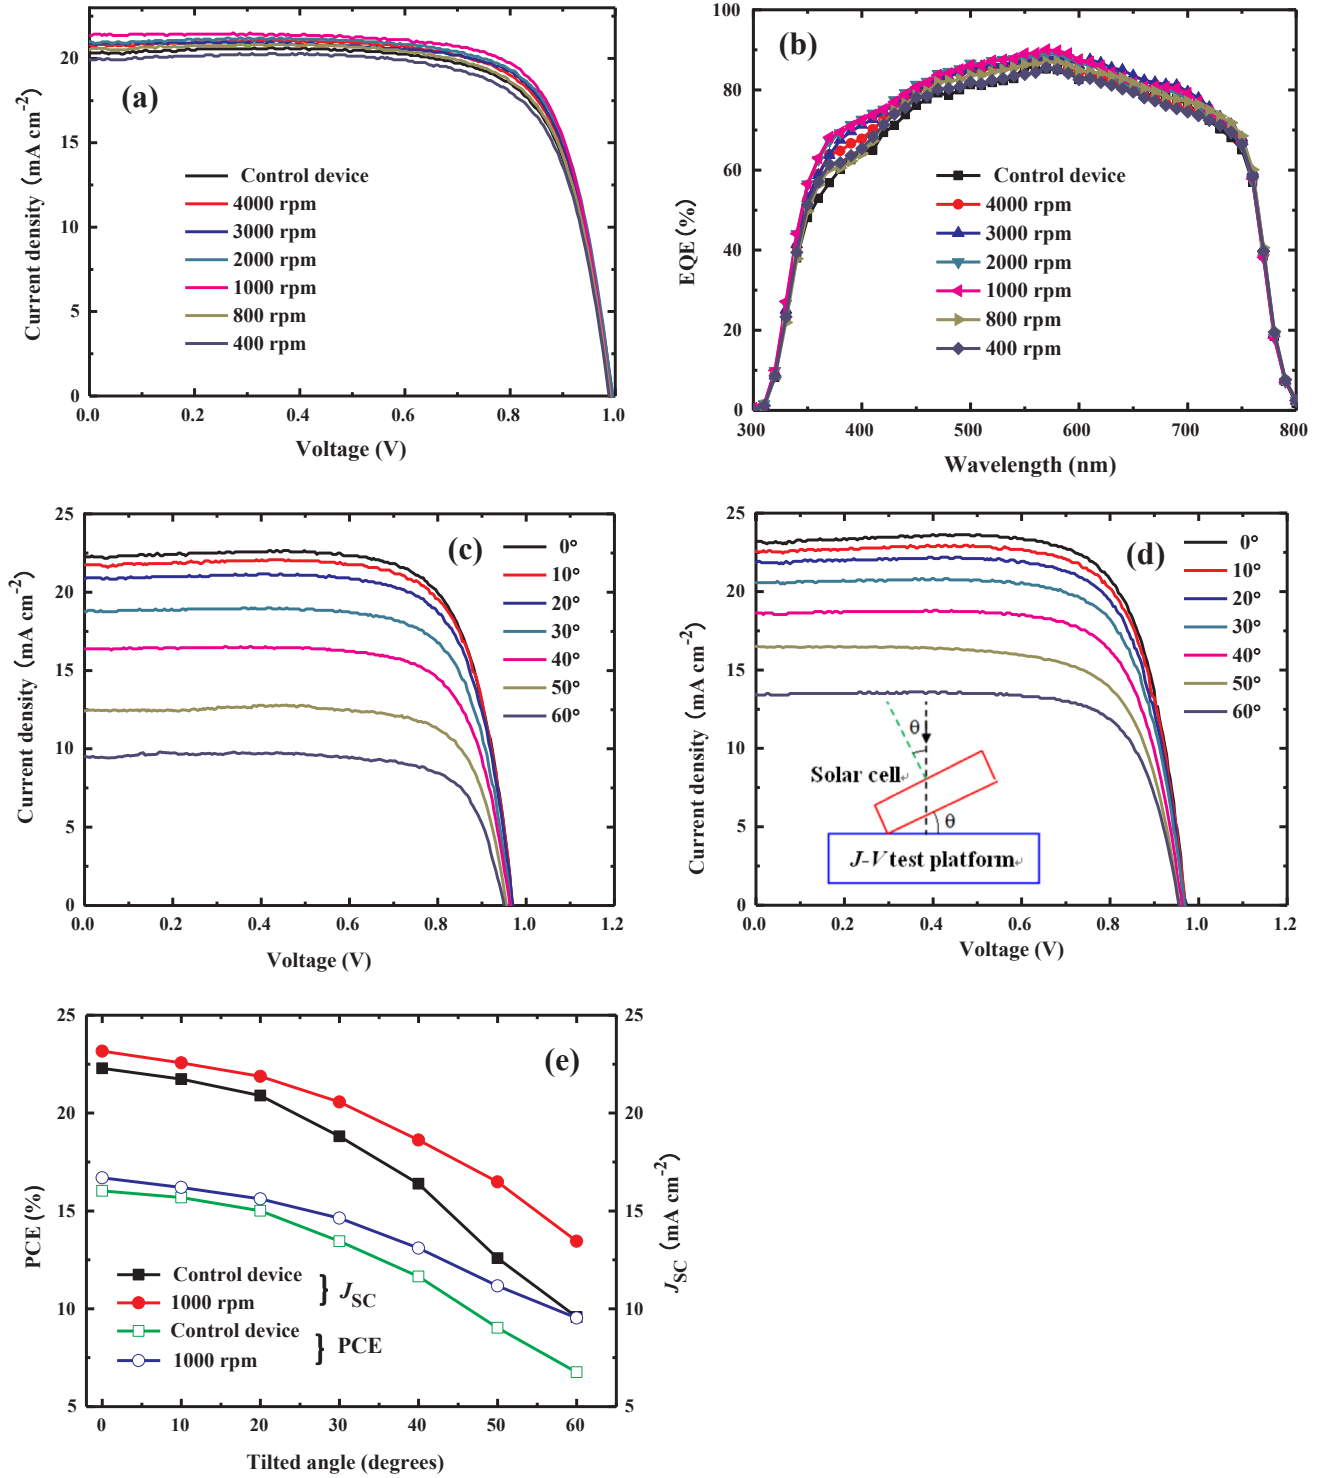 (a)
25
20
15
10
5
0
Current density (mA cm-2)
Control device
4000 rpm
3000 rpm
2000 rpm
1000 rpm
800 rpm
400 rpm
0.0 0.2 0.4 0.6 0.8 1.0
Voltage (V)
(b)
100
80
60
40
20
0
EQE (%)
Control device
4000 rpm
3000 rpm
2000 rpm
1000 rpm
800 rpm
400 rpm
300 400 500 600 700 800
Wavelength (nm)
(c)
25
20
15
10
5
0
Current density (mA cm-2)
0°
10°
20°
30°
40°
50°
60°
0.0 0.2 0.4 0.6 0.8 1.0 1.2
Voltage (V)
(d)
25
20
15
10
5
0
Current density (mA cm-2)
0°
10°
20°
30°
40°
50°
60°
θ
Solar cell
θ
J-V test platform
0.0 0.2 0.4 0.6 0.8 1.0 1.2
Voltage (V)
(e)
25
20
15
10
5
PCE (%)
25
20
15
10
5
JSC (mA cm-2)
Control device
1000 rpm
} JSC
Control device
1000 rpm
} PCE
0 10 20 30 40 50 60
Tilted angle (degrees)